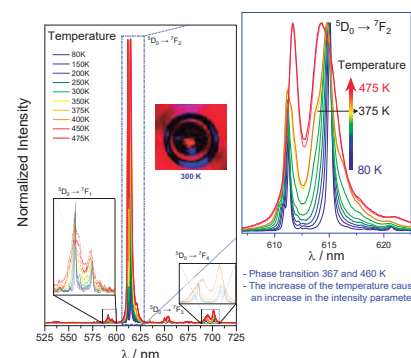 Temperature
80K
150K
200K
250K
300K
350K
375K
400K
450K
475K
⁵D₀ → ⁷F₂
300 K
⁵D₀ → ⁷F₁
⁵D₀ → ⁷F₄
⁵D₀ → ⁷F₃
Normalized Intensity
525 550 575 600 625 650 675 700 725
λ / nm
⁵D₀ → ⁷F₂
Temperature
475 K
375 K
80 K
610 615 620
λ / nm
- Phase transition 367 and 460 K
- The increase of the temperature caus
an increase in the intensity paramete